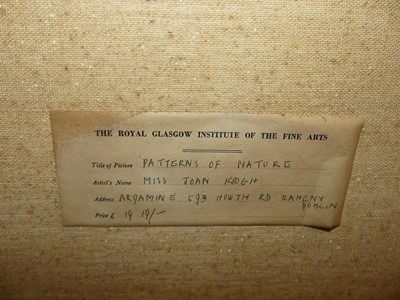 THE ROYAL GLASGOW INSTITUTE OF THE FINE ARTS
Title of Picture PATTERNS OF NATURE
Artist's Name MISS JOAN KEOGH
Address ARDAMINE 593 HOWTH RD RAHENY
DUBLIN
Price £ 19 19/-